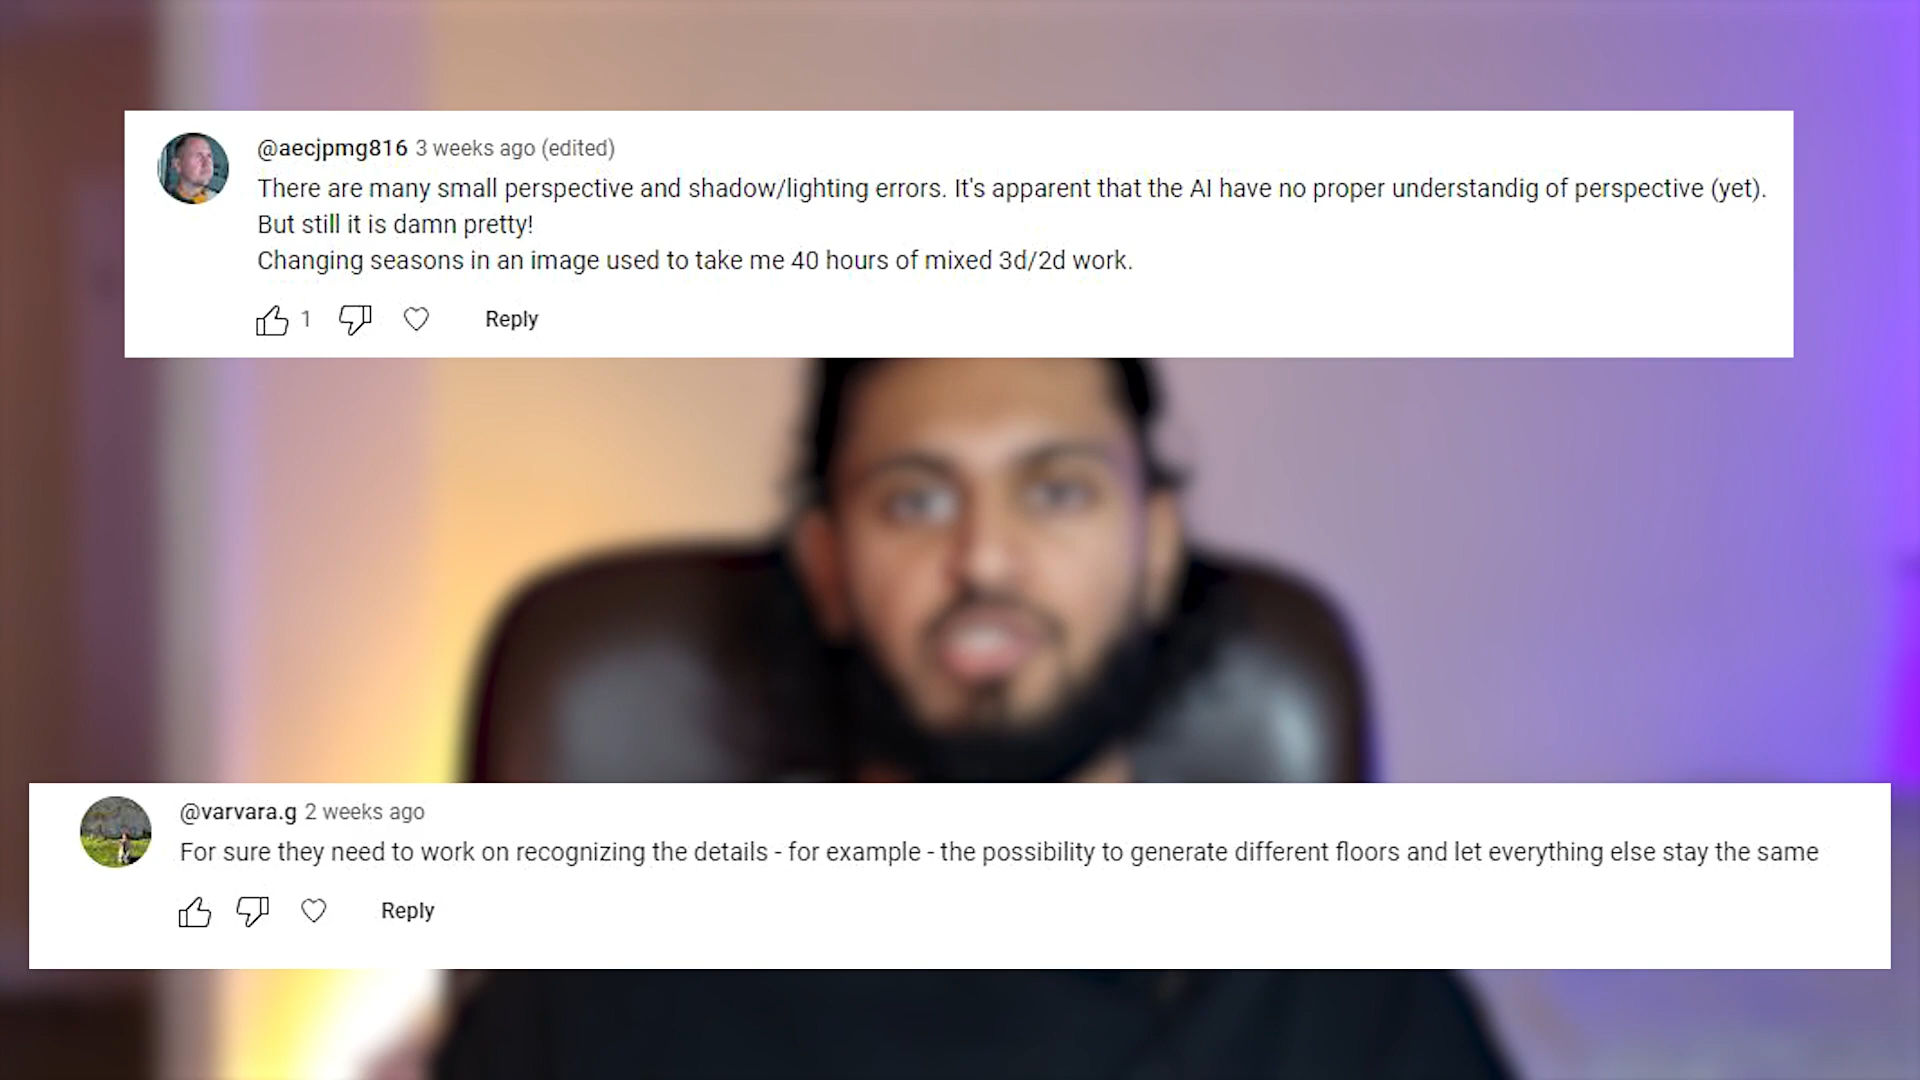 @aecjpmg816 3 weeks ago (edited)
There are many small perspective and shadow/lighting errors. It's apparent that the AI have no proper understandig of perspective (yet).
But still it is damn pretty!
Changing seasons in an image used to take me 40 hours of mixed 3d/2d work.
1 Reply
@varvara.g 2 weeks ago
For sure they need to work on recognizing the details - for example - the possibility to generate different floors and let everything else stay the same
Reply